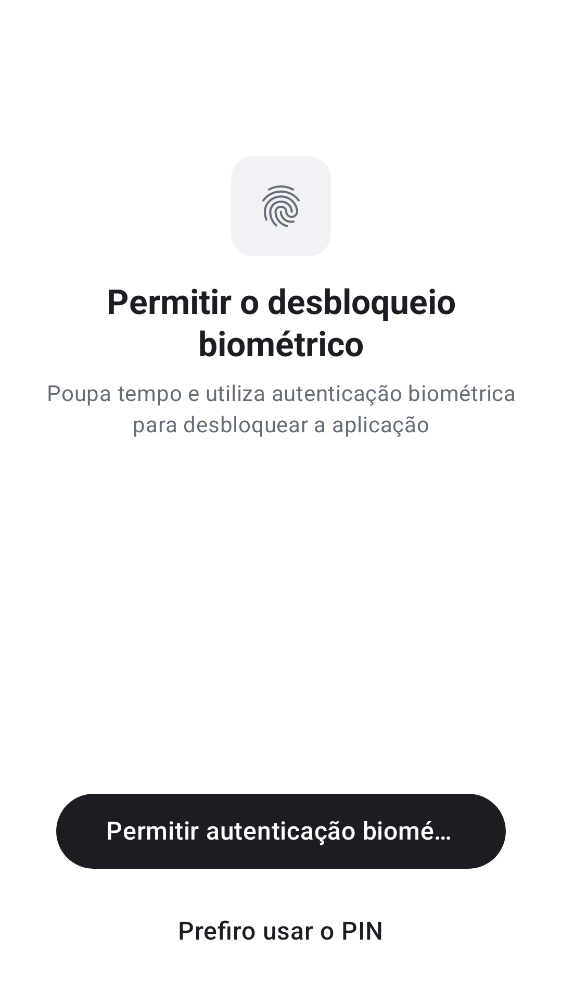 Permitir o desbloqueio
biométrico
Poupa tempo e utiliza autenticação biométrica
para desbloquear a aplicação
Permitir autenticação biomé…
Prefiro usar o PIN